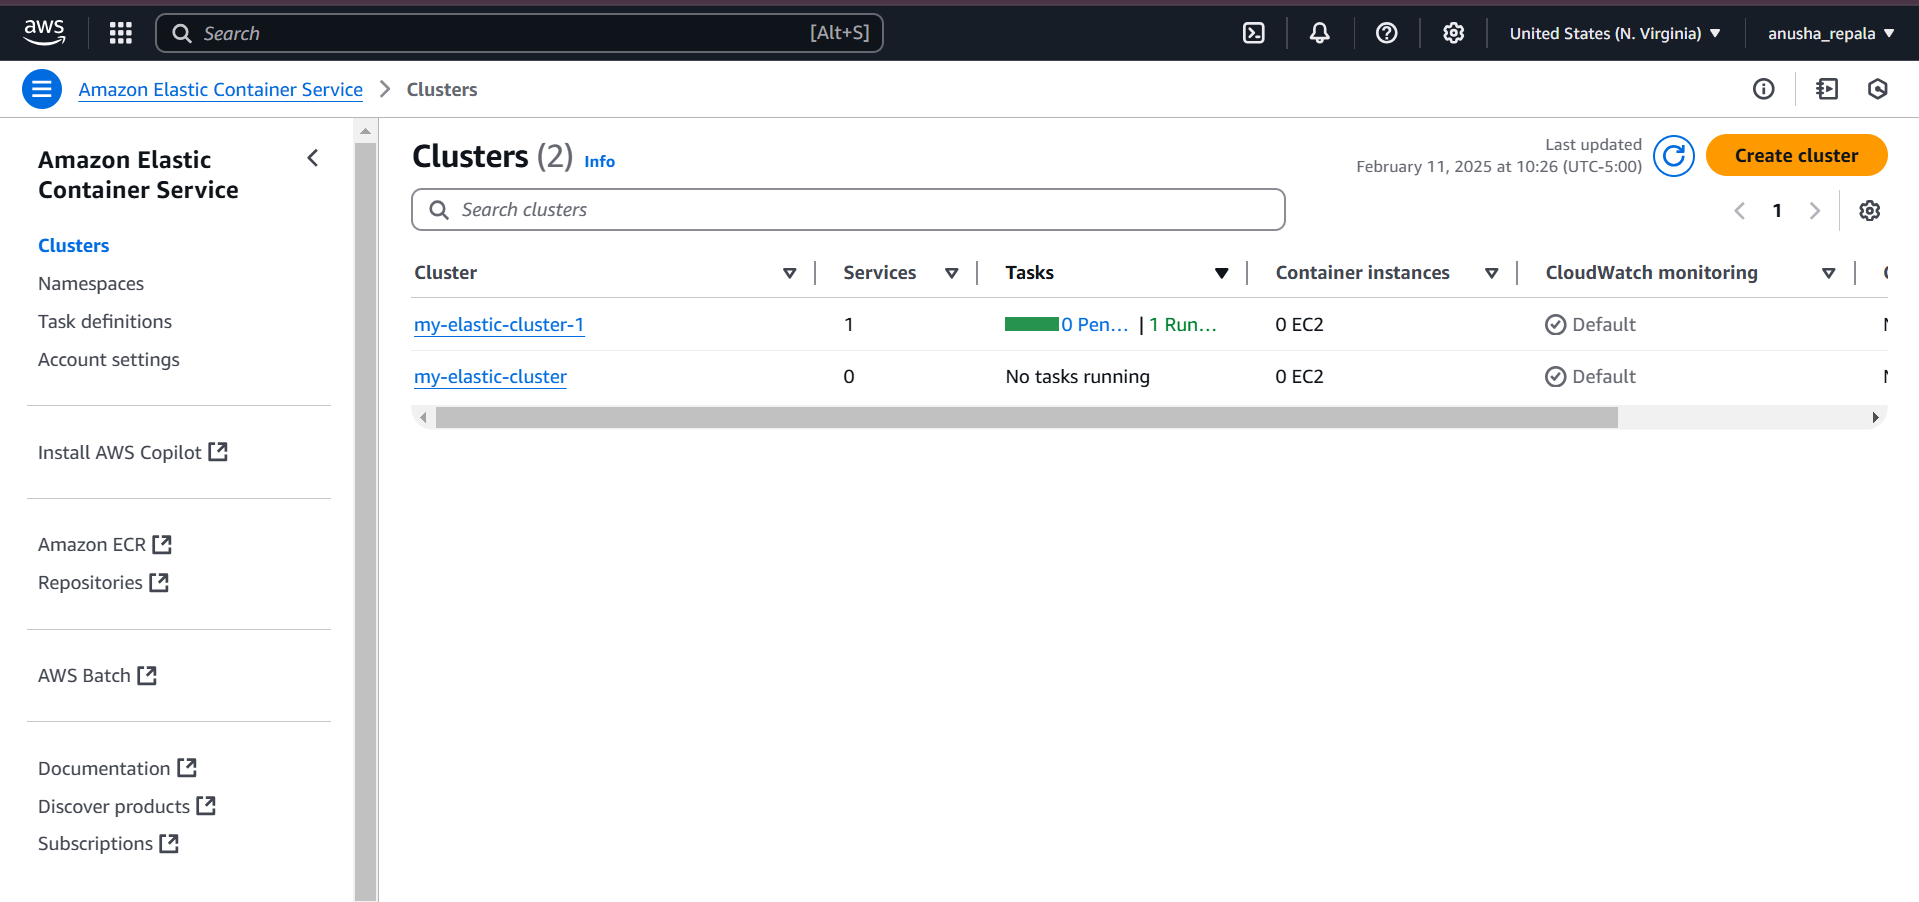 aws
Search [Alt+S]
United States (N. Virginia)
anusha_repala
Amazon Elastic Container Service
Clusters
Amazon Elastic
Container Service
Clusters
Namespaces
Task definitions
Account settings
Install AWS Copilot
Amazon ECR
Repositories
AWS Batch
Documentation
Discover products
Subscriptions
Clusters (2) Info
Last updated
February 11, 2025 at 10:26 (UTC-5:00)
Create cluster
Search clusters
1
Cluster Services Tasks Container instances CloudWatch monitoring
my-elastic-cluster-1 1 0 Pen... | 1 Run... 0 EC2 Default
my-elastic-cluster 0 No tasks running 0 EC2 Default